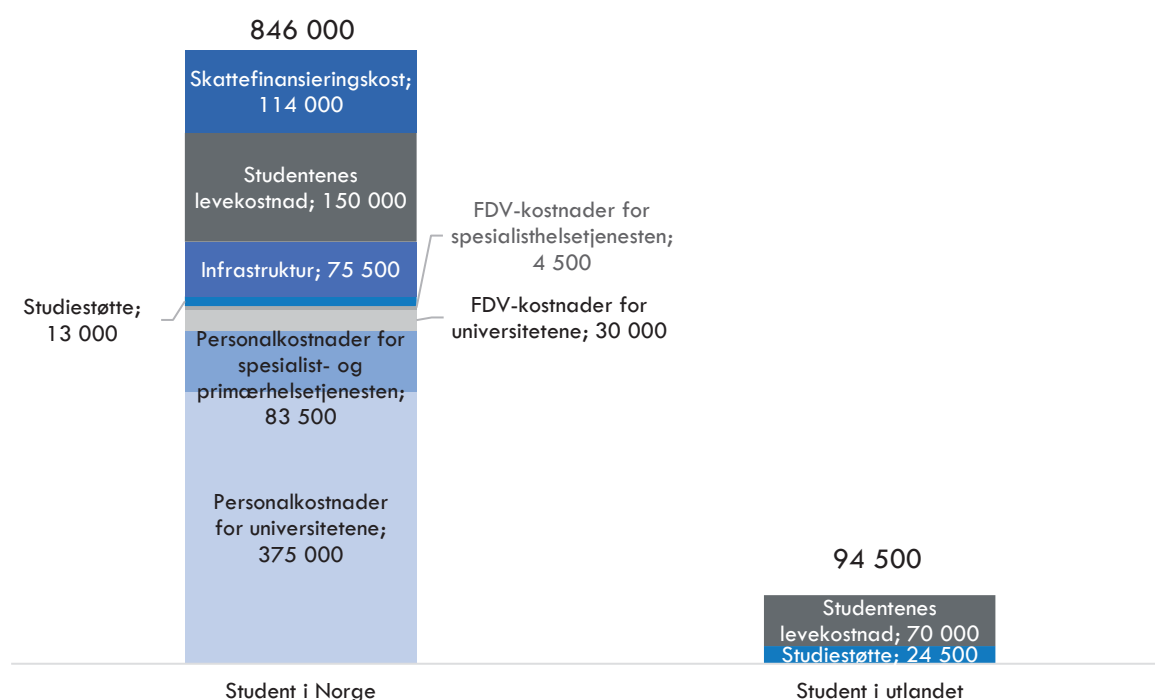 846 000
Skattefinansieringskost;
114 000
Studentenes
levekostnad; 150 000
FDV-kostnader for
spesialisthelsetjenesten;
4 500
Infrastruktur; 75 500
Studiestøtte;
13 000
FDV-kostnader for
universitetene; 30 000
Personalkostnader for
spesialist- og
primærhelsetjenesten;
83 500
Personalkostnader
for universitetene;
375 000
94 500
Studentenes
levekostnad; 70 000
Studiestøtte; 24 500
Student i Norge
Student i utlandet